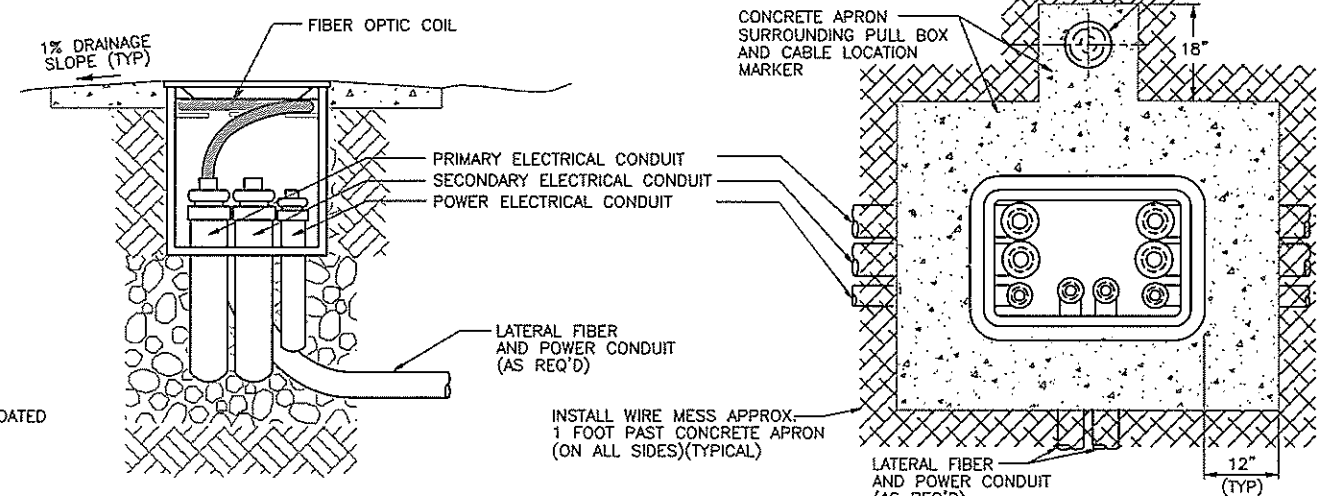 FIBER OPTIC COIL
1% DRAINAGE
SLOPE (TYP)
PRIMARY ELECTRICAL CONDUIT
SECONDARY ELECTRICAL CONDUIT
POWER ELECTRICAL CONDUIT
LATERAL FIBER
AND POWER CONDUIT
(AS REQ'D)
OATED
CONCRETE APRON
SURROUNDING PULL BOX
AND CABLE LOCATION
MARKER
18"
INSTALL WIRE MESS APPROX.
1 FOOT PAST CONCRETE APRON
(ON ALL SIDES)(TYPICAL)
LATERAL FIBER
AND POWER CONDUIT
(AS REQ'D)
12"
(TYP)